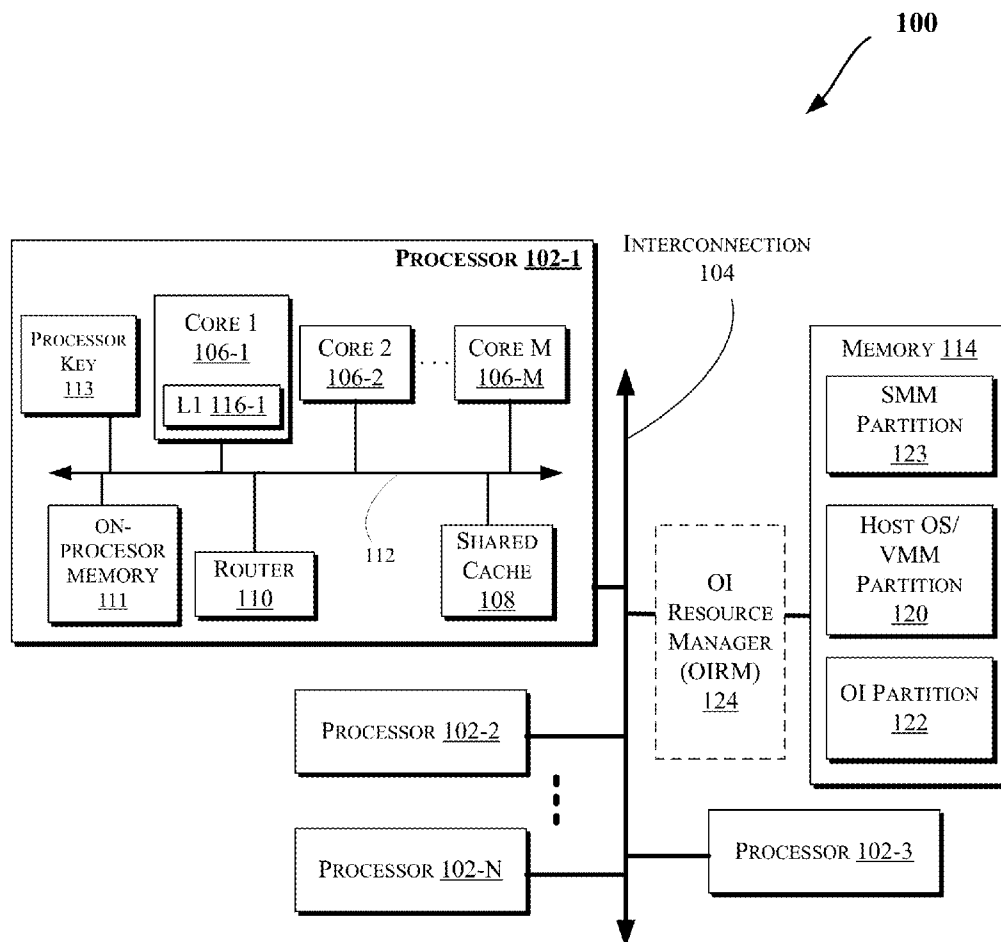 100
PROCESSOR 102-1
PROCESSOR
KEY
113
CORE 1
106-1
L1 116-1
CORE 2
106-2
. . .
CORE M
106-M
ON-
PROCESOR
MEMORY
111
ROUTER
110
112
SHARED
CACHE
108
INTERCONNECTION
104
OI
RESOURCE
MANAGER
(OIRM)
124
MEMORY 114
SMM
PARTITION
123
HOST OS/
VMM
PARTITION
120
OI PARTITION
122
PROCESSOR 102-2
PROCESSOR 102-N
PROCESSOR 102-3